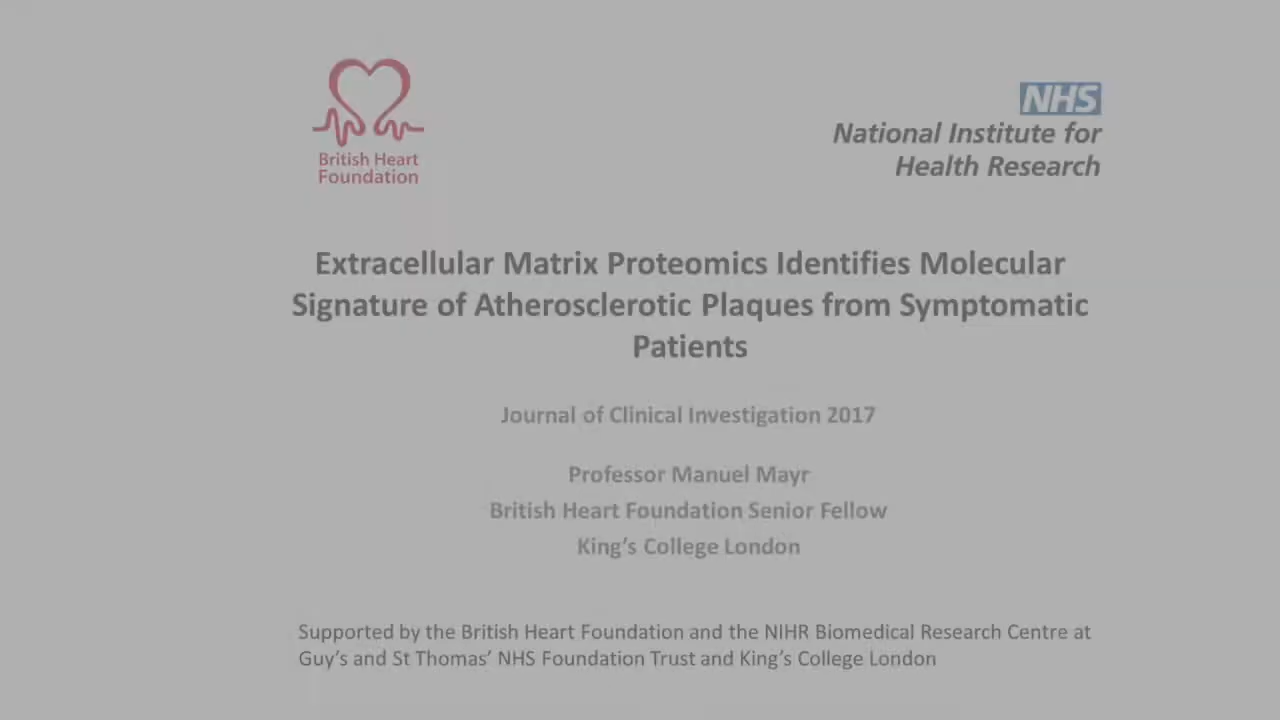 British Heart
Foundation
NHS
National Institute for
Health Research
Extracellular Matrix Proteomics Identifies Molecular
Signature of Atherosclerotic Plaques from Symptomatic
Patients
Journal of Clinical Investigation 2017
Professor Manuel Mayr
British Heart Foundation Senior Fellow
King's College London
Supported by the British Heart Foundation and the NIHR Biomedical Research Centre at
Guy's and St Thomas' NHS Foundation Trust and King's College London